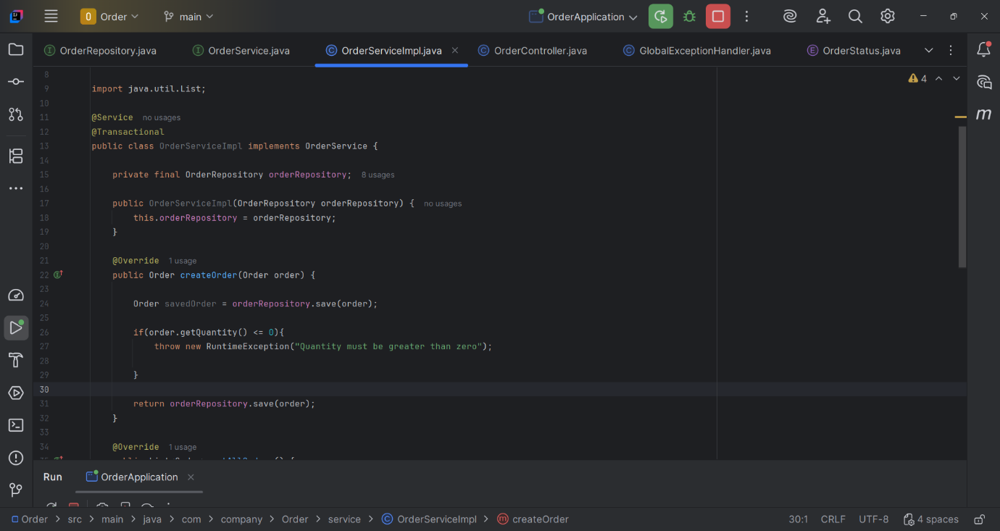 O Order main OrderApplication
OrderRepository.java OrderService.java OrderServiceImpl.java OrderController.java GlobalExceptionHandler.java OrderStatus.java
8
9 import java.util.List;
10
11 @Service no usages
12 @Transactional
13 public class OrderServiceImpl implements OrderService {
14
15 private final OrderRepository orderRepository; 8 usages
16
17 public OrderServiceImpl(OrderRepository orderRepository) { no usages
18 this.orderRepository = orderRepository;
19 }
20
21 @Override 1 usage
22 public Order createOrder(Order order) {
23
24 Order savedOrder = orderRepository.save(order);
25
26 if(order.getQuantity() <= 0){
27 throw new RuntimeException("Quantity must be greater than zero");
28
29 }
30
31 return orderRepository.save(order);
32 }
33
34 @Override 1 usage
4
m
Run OrderApplication
Order src main java com company Order service OrderServiceImpl createOrder 30:1 CRLF UTF-8 4 spaces